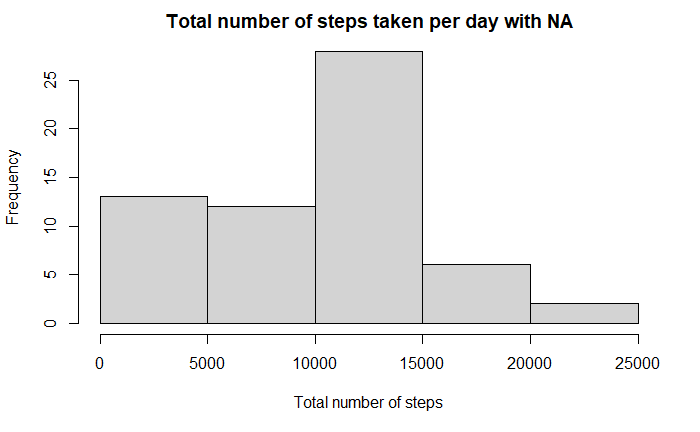 Total number of steps taken per day with NA
Frequency
25
20
15
10
5
0
0 5000 10000 15000 20000 25000
Total number of steps